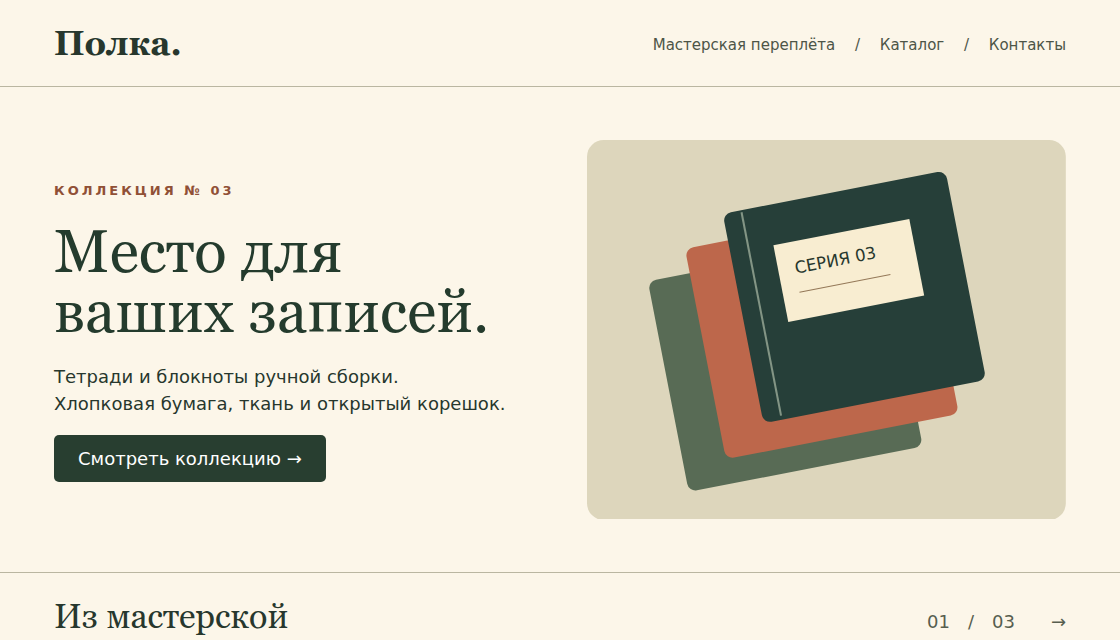 Полка.
Мастерская переплёта / Каталог / Контакты
КОЛЛЕКЦИЯ № 03
Место для
ваших записей.
Тетради и блокноты ручной сборки.
Хлопковая бумага, ткань и открытый корешок.
Смотреть коллекцию →
СЕРИЯ 03
Из мастерской
01 / 03 →